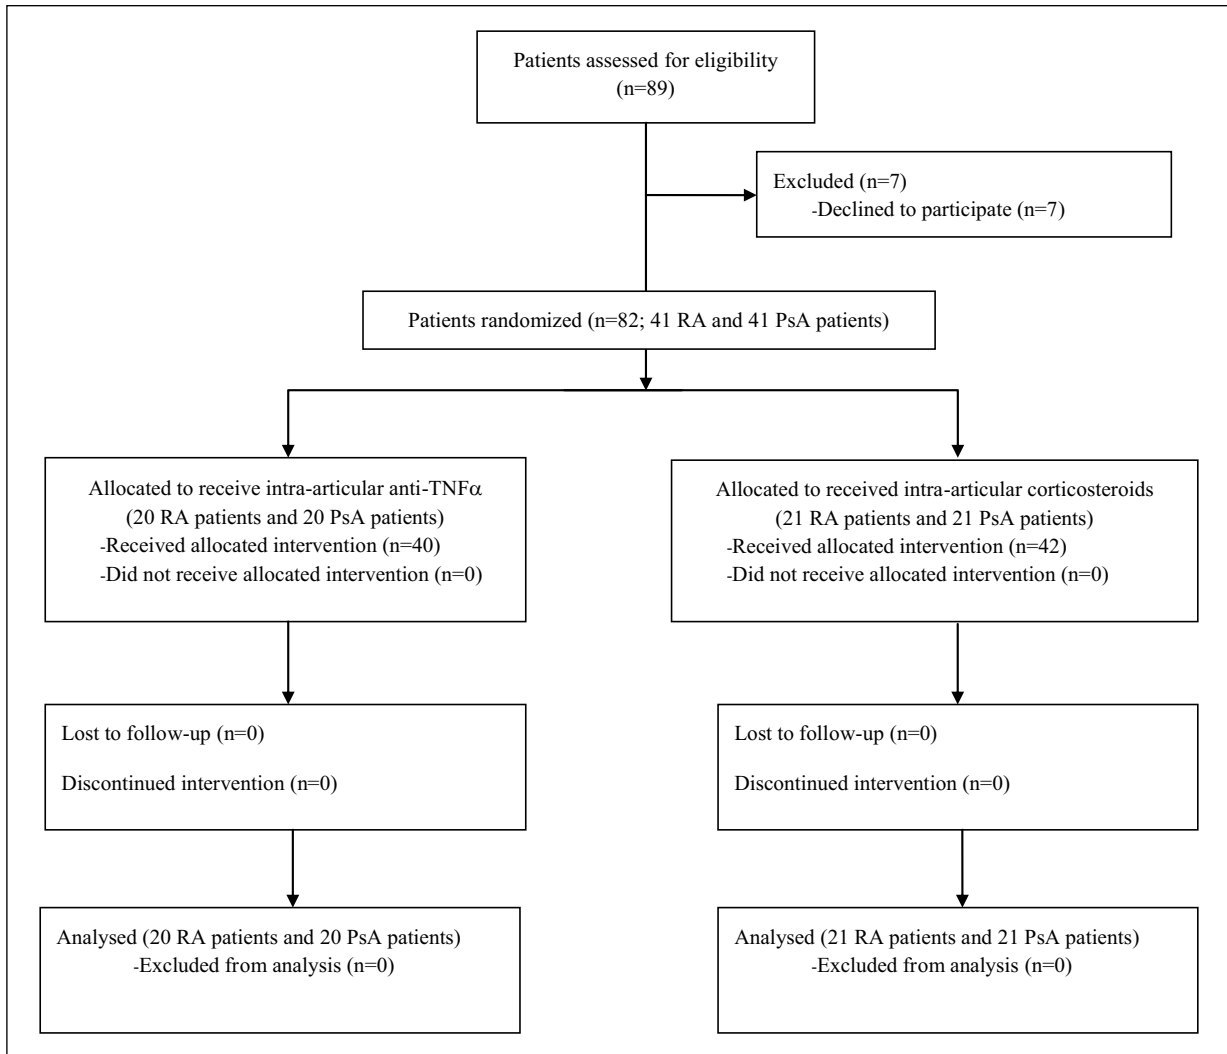 Patients assessed for eligibility
(n=89)
Excluded (n=7)
-Declined to participate (n=7)
Patients randomized (n=82; 41 RA and 41 PsA patients)
Allocated to receive intra-articular anti-TNFα
(20 RA patients and 20 PsA patients)
-Received allocated intervention (n=40)
-Did not receive allocated intervention (n=0)
Allocated to received intra-articular corticosteroids
(21 RA patients and 21 PsA patients)
-Received allocated intervention (n=42)
-Did not receive allocated intervention (n=0)
Lost to follow-up (n=0)
Discontinued intervention (n=0)
Lost to follow-up (n=0)
Discontinued intervention (n=0)
Analysed (20 RA patients and 20 PsA patients)
-Excluded from analysis (n=0)
Analysed (21 RA patients and 21 PsA patients)
-Excluded from analysis (n=0)